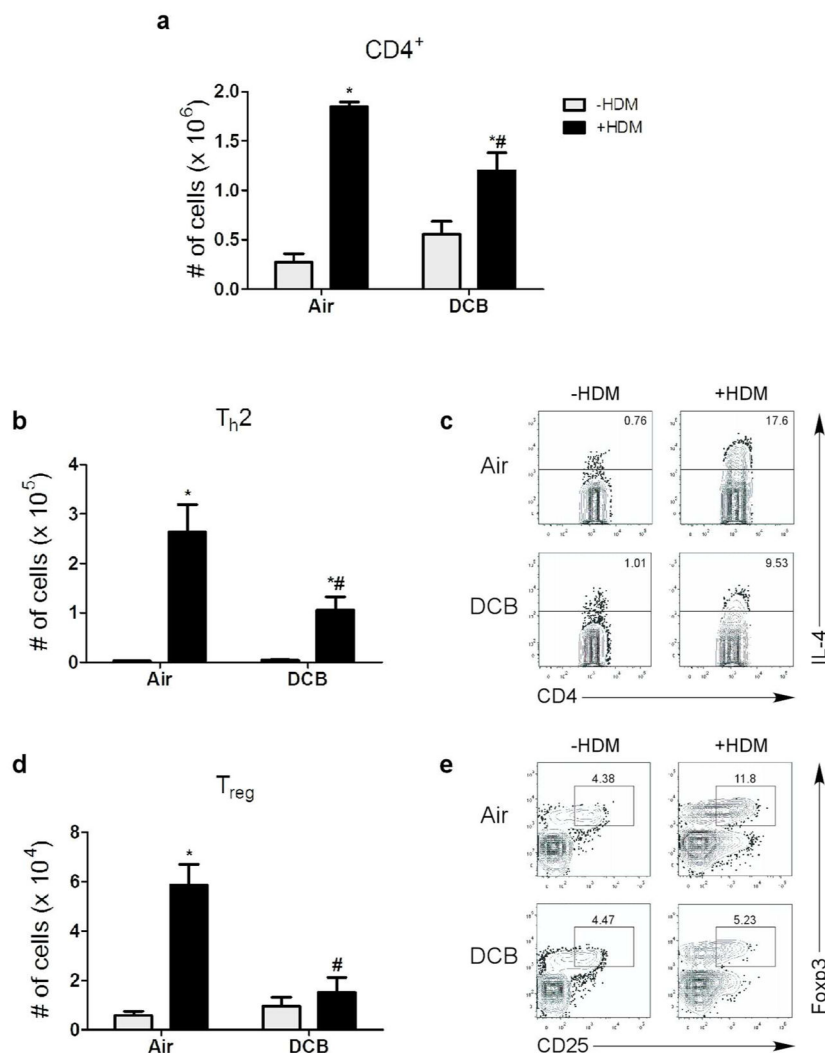 a
CD4+
# of cells (x 10^6)
2.0
1.5
1.0
0.5
0.0
*
*#
Air
DCB
-HDM
+HDM
b
Th2
# of cells (x 10^5)
4
3
2
1
0
*
*#
Air
DCB
c
-HDM
+HDM
Air
0.76
17.6
DCB
1.01
9.53
CD4
IL-4
d
Treg
# of cells (x 10^4)
8
6
4
2
0
*
#
Air
DCB
e
-HDM
+HDM
Air
4.38
11.8
DCB
4.47
5.23
CD25
Foxp3